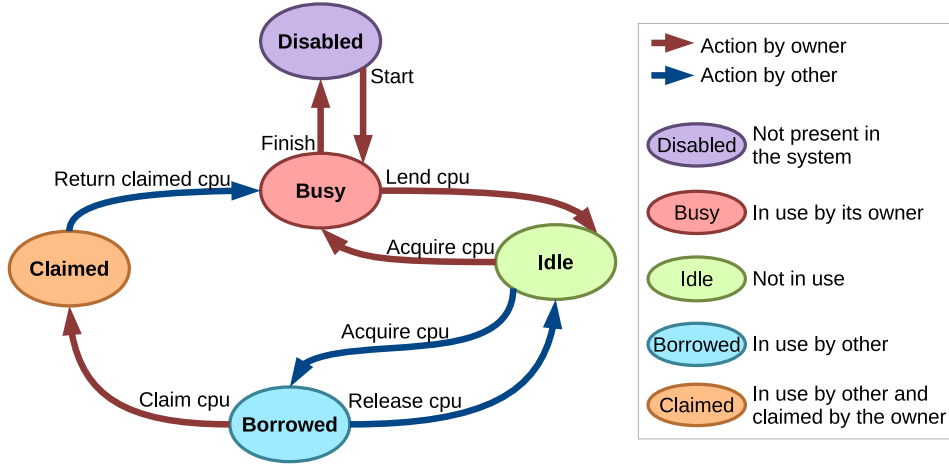 Disabled
Start
Finish
Return claimed cpu
Busy
Lend cpu
Acquire cpu
Claimed
Idle
Acquire cpu
Claim cpu
Borrowed
Release cpu
Action by owner
Action by other
Disabled
Not present in
the system
Busy
In use by its owner
Idle
Not in use
Borrowed
In use by other
Claimed
In use by other and
claimed by the owner